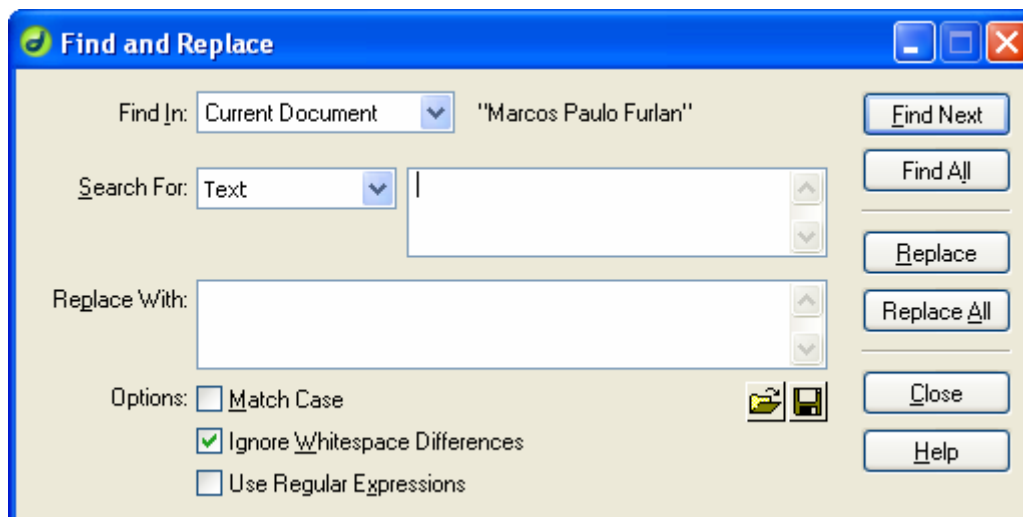 Find and Replace
Find In: Current Document "Marcos Paulo Furlan" Find Next
Find All
Search For: Text
Replace
Replace With:
Replace All
Options: Match Case Close
Ignore Whitespace Differences
Help
Use Regular Expressions